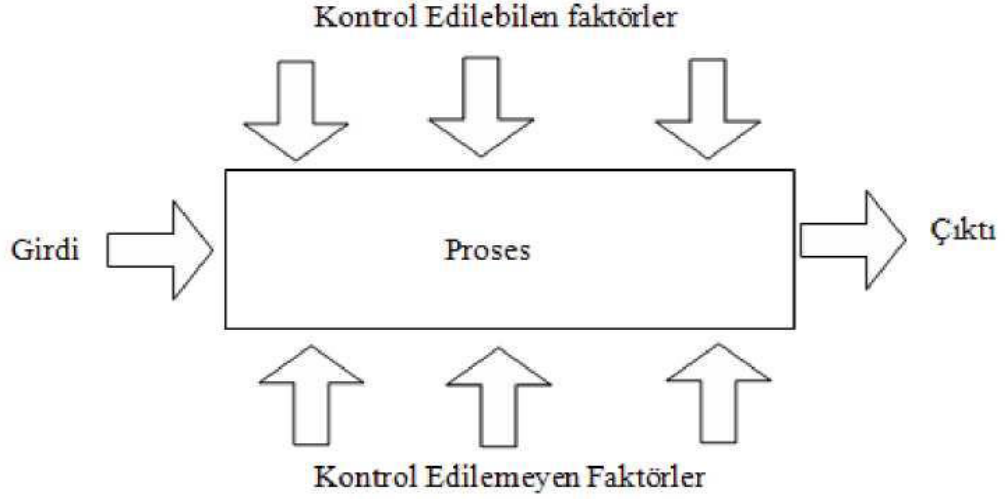 Kontrol Edilebilen faktörler
Girdi
Proses
Çıktı
Kontrol Edilemeyen Faktörler